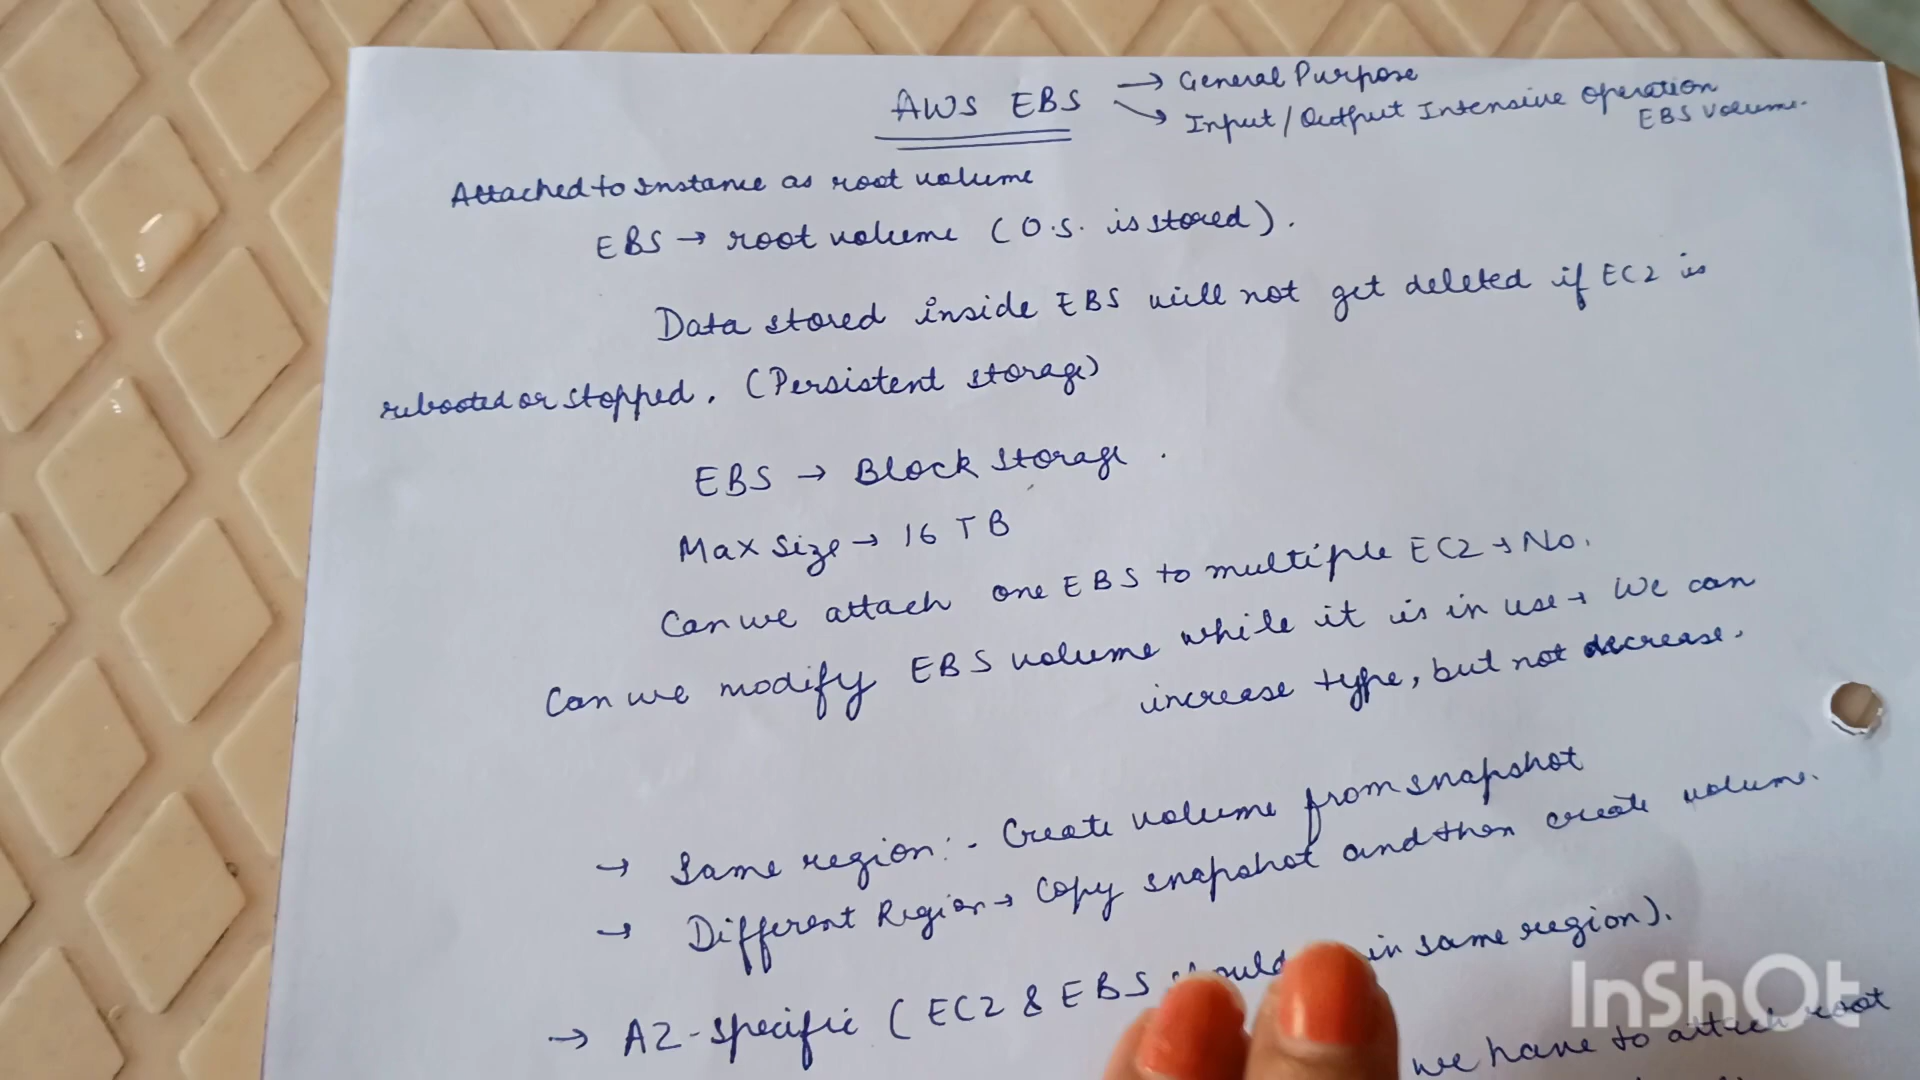 AWS EBS → General Purpose
→ Input/Output Intensive operation
EBS volume.
Attached to instance as root volume
EBS → root volume (O.S. is stored).
Data stored inside EBS will not get deleted if EC2 is
rebooted or stopped. (Persistent storage)
EBS → Block storage.
Max size → 16 TB
Can we attach one EBS to multiple EC2 → No.
Can we modify EBS volume while it is in use → We can
increase type, but not decrease.
→ Same region:- Create volume from snapshot
→ Different Region → Copy snapshot and then create volume.
→ AZ-specific (EC2 & EBS in same region).
we have to attach root
InShOt